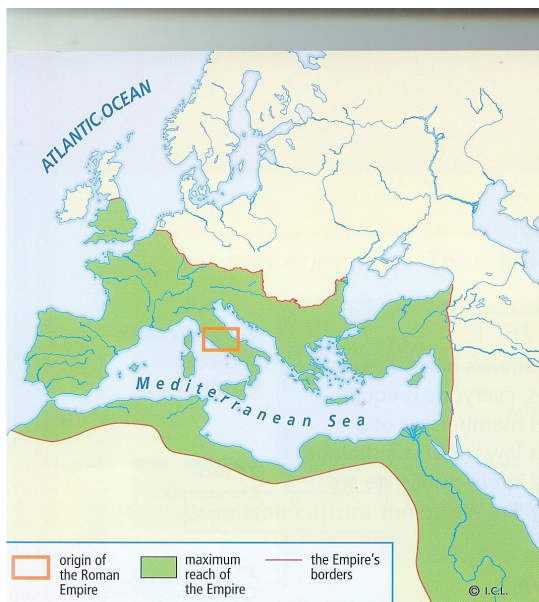 ATLANTIC OCEAN
Mediterranean Sea
origin of
the Roman
Empire
maximum
reach of
the Empire
the Empire's
borders
© I.C.L.